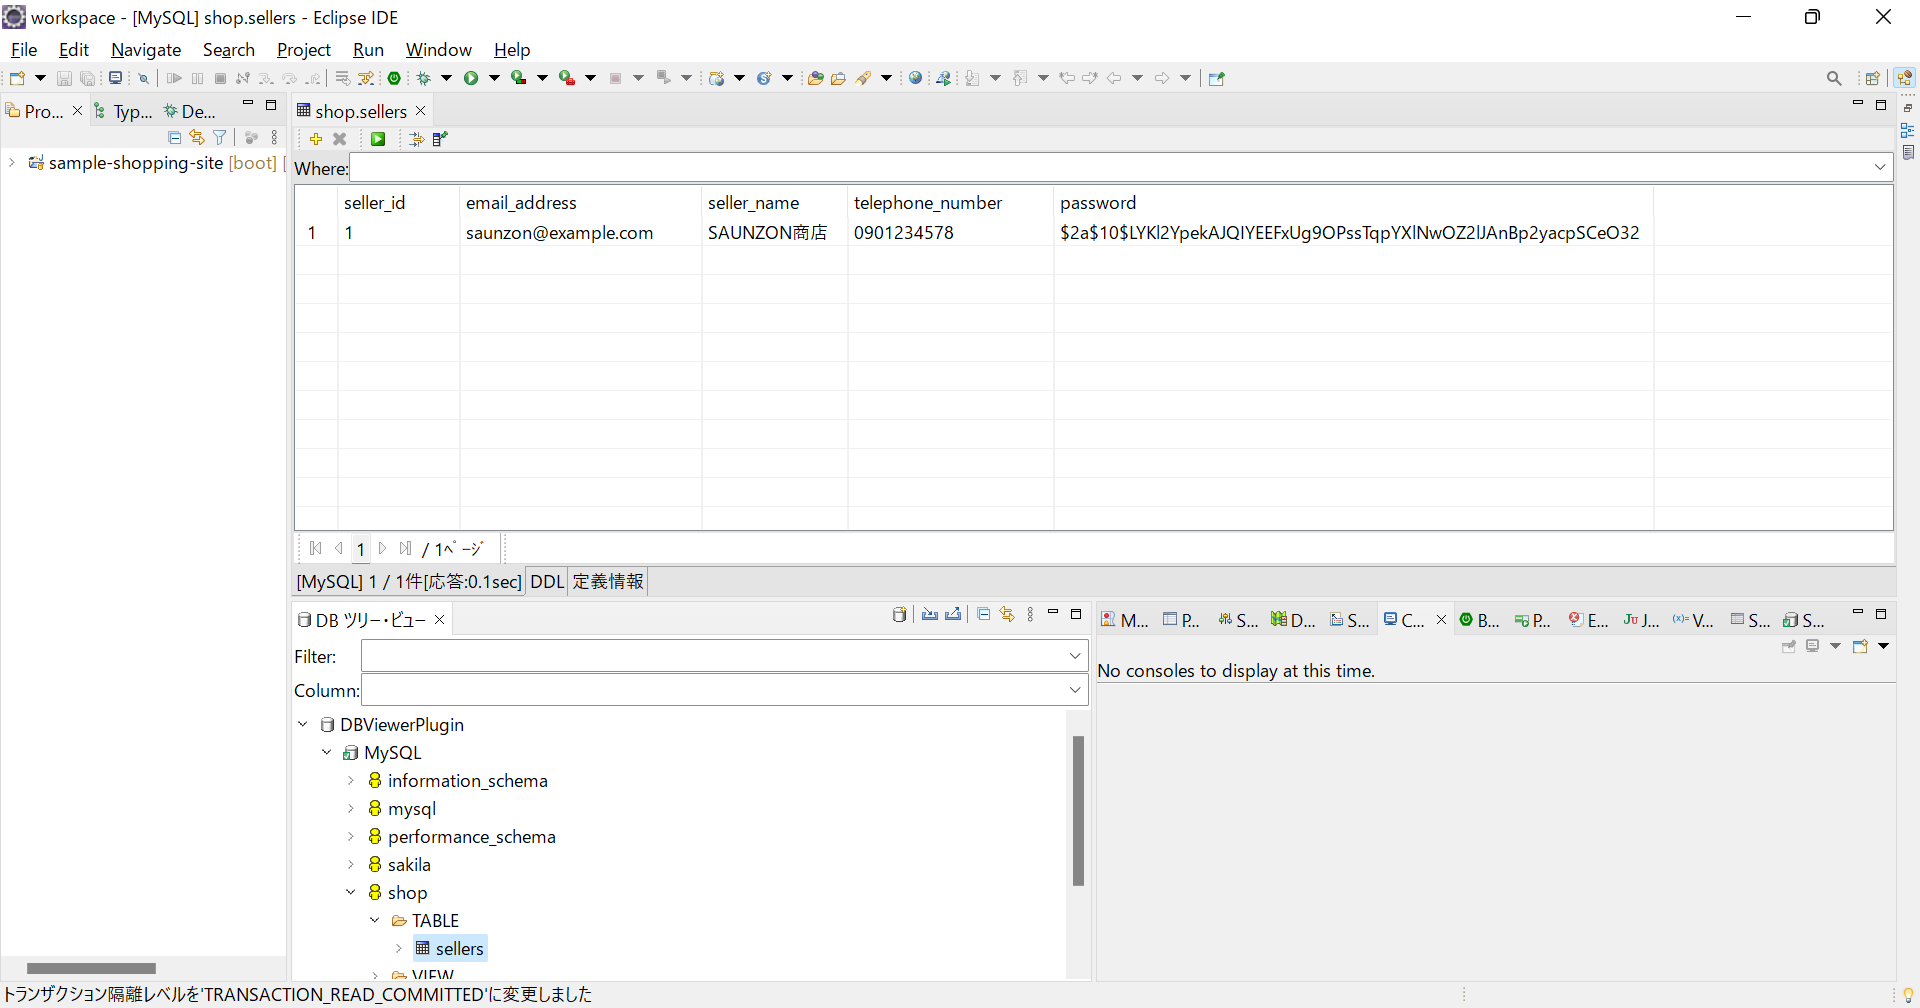 workspace - [MySQL] shop.sellers - Eclipse IDE
File Edit Navigate Search Project Run Window Help
Pro... Typ... De...
shop.sellers
sample-shopping-site [boot] [
Where:
seller_id email_address seller_name telephone_number password
1 1 saunzon@example.com SAUNZON商店 0901234578 $2a$10$LYKl2YpekAJQIYEEFxUg9OPssTqpYXlNwOZ2lJAnBp2yacpSCeO32
1 / 1ページ
[MySQL] 1 / 1件[応答:0.1sec] DDL 定義情報
DB ツリー・ビュー
Filter:
Column:
DBViewerPlugin
MySQL
information_schema
mysql
performance_schema
sakila
shop
TABLE
sellers
VIEW
M... P... S... D... S... C... B... P... E... J... V... S... S...
No consoles to display at this time.
トランザクション隔離レベルを'TRANSACTION_READ_COMMITTED'に変更しました